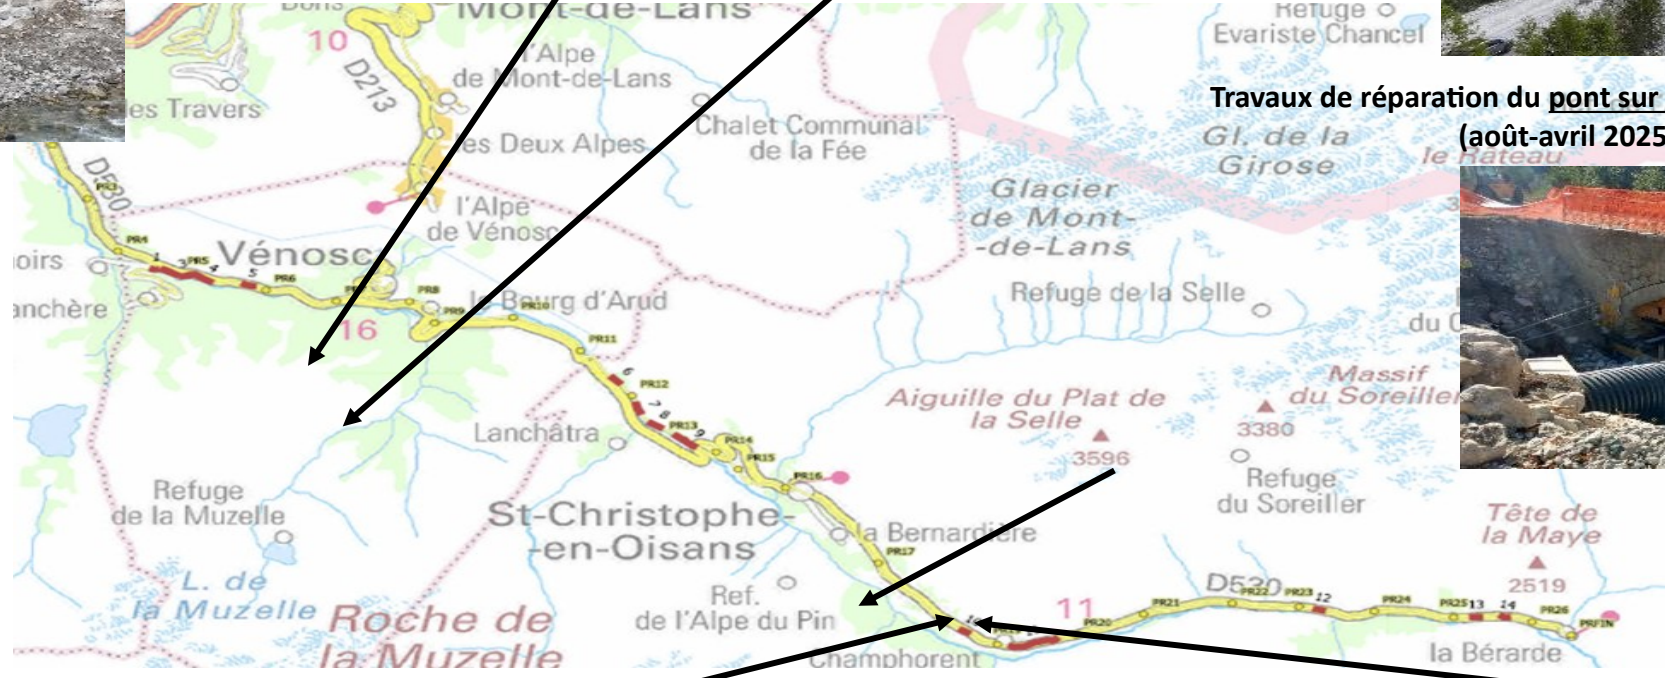 Mont-de-Lans
Refuge
Evariste Chancel
10
l'Alpe
de Mont-de-Lans
D213
les Travers
Travaux de réparation du pont sur
(août-avril 2025
Chalet Communal
de la Fée
es Deux Alpes
Gl. de la
Girose
le Râteau
D530
PR3
Glacier
de Mont-
-de-Lans
l'Alpe
de Vénosc
PR4
Vénosc
oirs
1
3
PR5
4
5
PR6
PR8
Refuge de la Selle
anchère
le Bourg d'Arud
PR9
PR10
16
du
PR11
6
PR12
Massif
du Soreiller
Aiguille du Plat de
la Selle
7
8
PR13
9
3380
Lanchâtra
PR14
PR15
3596
PR16
Refuge
du Soreiller
Refuge
de la Muzelle
St-Christophe-
-en-Oisans
Tête de
la Maye
la Bernardière
PR17
2519
L. de
la Muzelle
Ref.
de l'Alpe du Pin
D530
PR22
PR23
12
PR24
PR25
13
14
PR26
PRFIN
11
PR21
PR20
Roche de
la Muzelle
Champhorent
la Bérarde